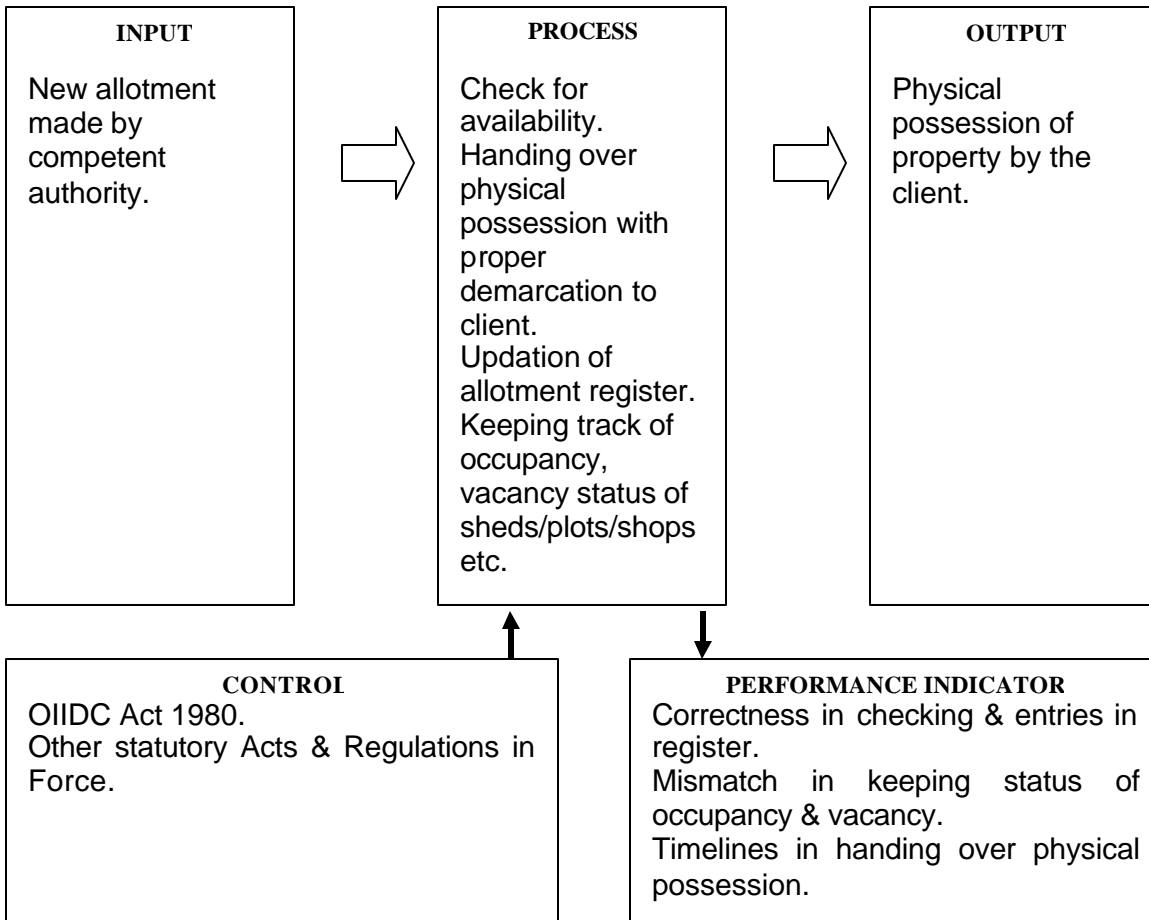 INPUT
New allotment
made by
competent
authority.
PROCESS
Check for
availability.
Handing over
physical
possession with
proper
demarcation to
client.
Updation of
allotment register.
Keeping track of
occupancy,
vacancy status of
sheds/plots/shops
etc.
OUTPUT
Physical
possession of
property by the
client.
CONTROL
OIIDC Act 1980.
Other statutory Acts & Regulations in
Force.
PERFORMANCE INDICATOR
Correctness in checking & entries in
register.
Mismatch in keeping status of
occupancy & vacancy.
Timelines in handing over physical
possession.